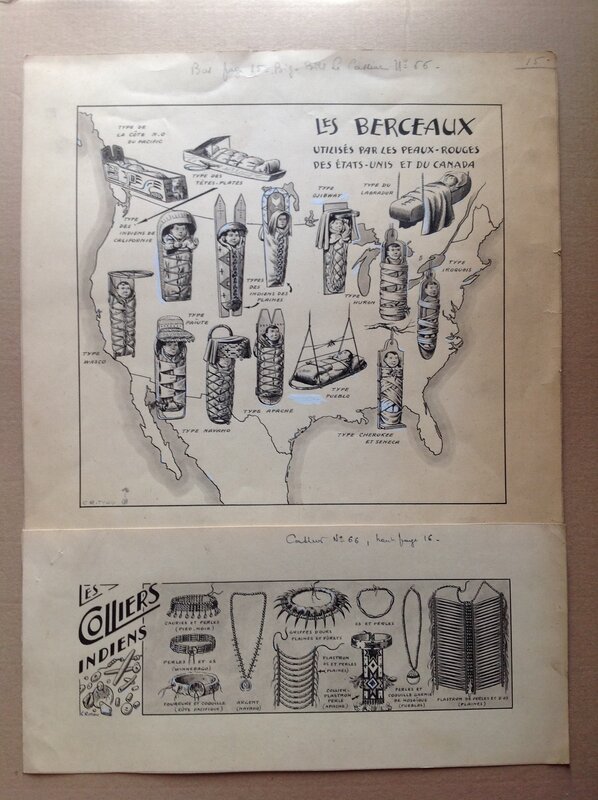 15
LES BERCEAUX
UTILISÉS PAR LES PEAUX-ROUGES
DES ÉTATS-UNIS ET DU CANADA
TYPE DE
LA CÔTE N.O
DU PACIFIC
TYPE DES
TÊTES-PLATES
TYPE
OJIBWAY
TYPE DU
LABRADOR
TYPE
DES
INDIENS DE
CALIFORNIE
TYPES
DES
INDIENS DES
PLAINES
TYPE
HURON
TYPE
IROQUOIS
TYPE
WASCO
TYPE
PAIUTE
TYPE NAVAHO
TYPE APACHE
TYPE
PUEBLO
TYPE CHEROKEE
ET SENECA
N° 66, haut page 16 -
LES
COLLIERS
INDIENS
CAURIES ET PERLES
(PIED NOIR)
PERLES ET OS
(WINNEBAGO)
FOURRURE ET COQUILLE
(CÔTE PACIFIQUE)
ARGENT
(NAVAHO)
GRIFFES D'OURS
PLAINES ET FORÊTS
PLASTRON
OS ET PERLES
(PLAINES)
COLLIER-
PLASTRON
PERLÉ
(APACHE)
OS ET PERLES
PERLES ET
COQUILLE GARNIE
DE MOSAÏQUE
(PUEBLOS)
PLASTRON DE PERLES ET D'OS
(PLAINES)